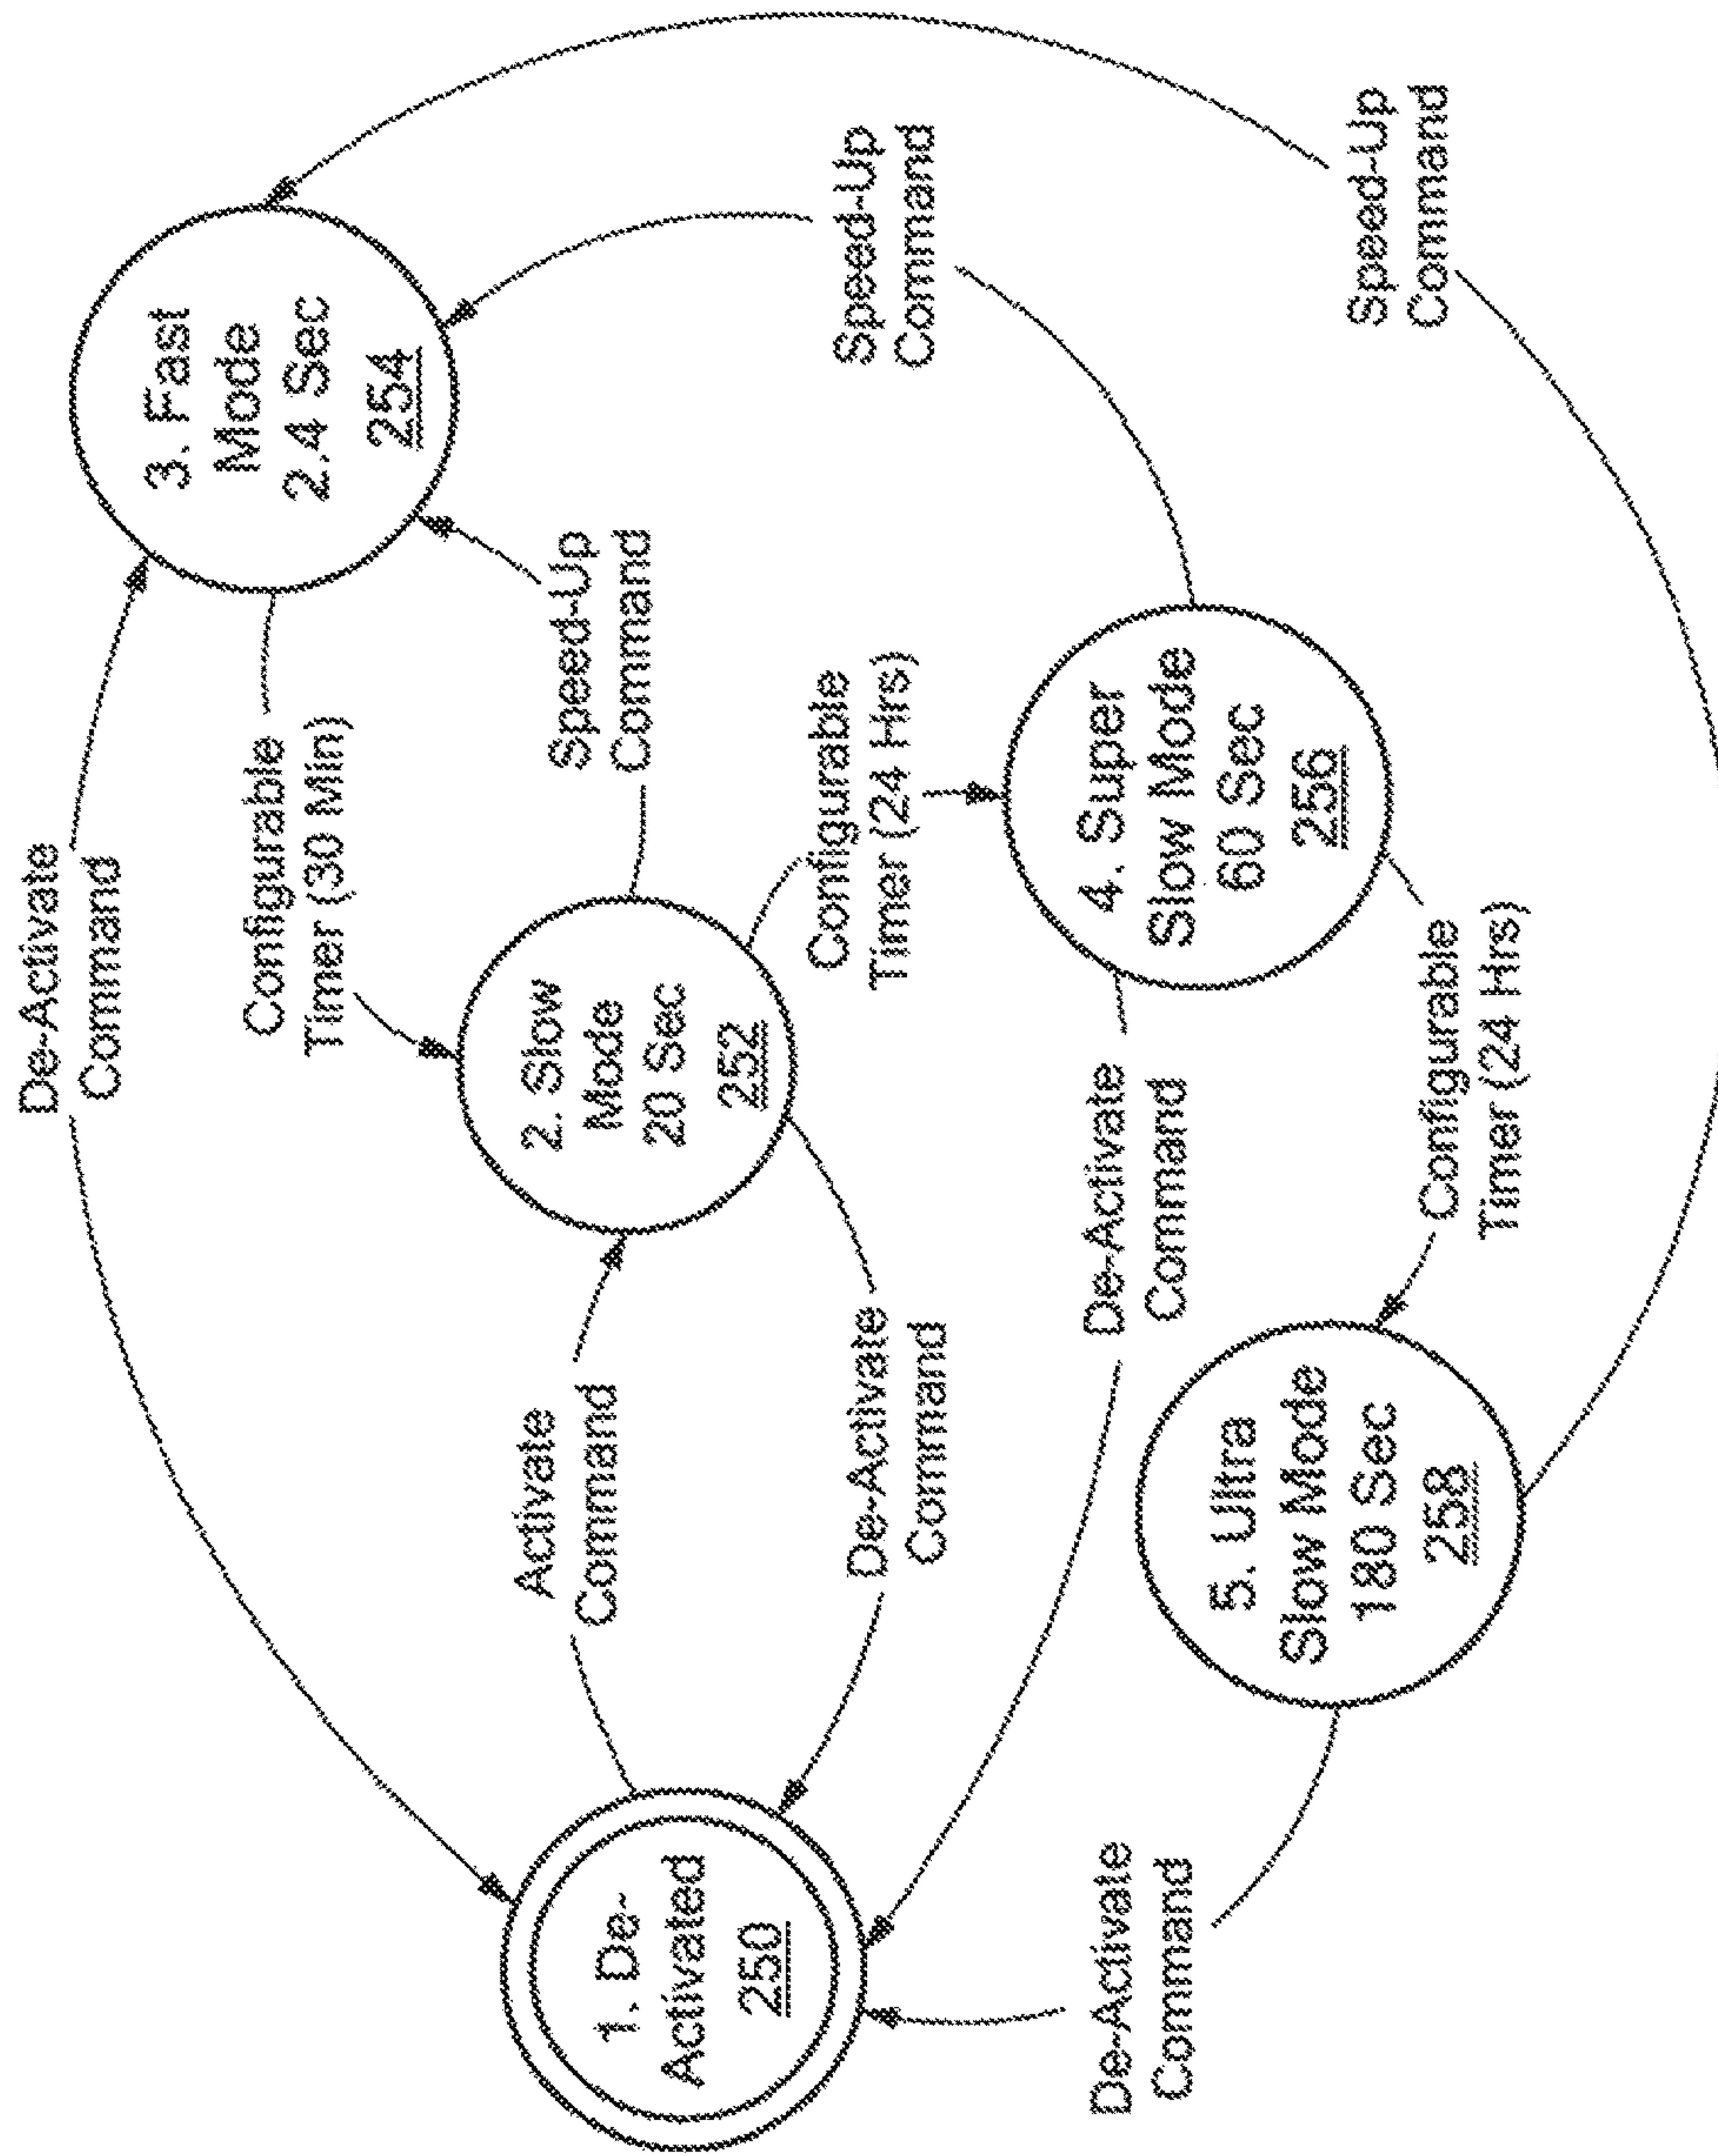 De-Activate
Command
3. Fast
Mode
2.4 Sec
254
Configurable
Timer (30 Min)
Speed-Up
Command
2. Slow
Mode
20 Sec
252
Activate
Command
1. De-
Activated
250
De-Activate
Command
Configurable
Timer (24 Hrs)
Speed-Up
Command
4. Super
Slow Mode
60 Sec
256
De-Activate
Command
De-Activate
Command
5. Ultra
Slow Mode
180 Sec
258
Configurable
Timer (24 Hrs)
Speed-Up
Command